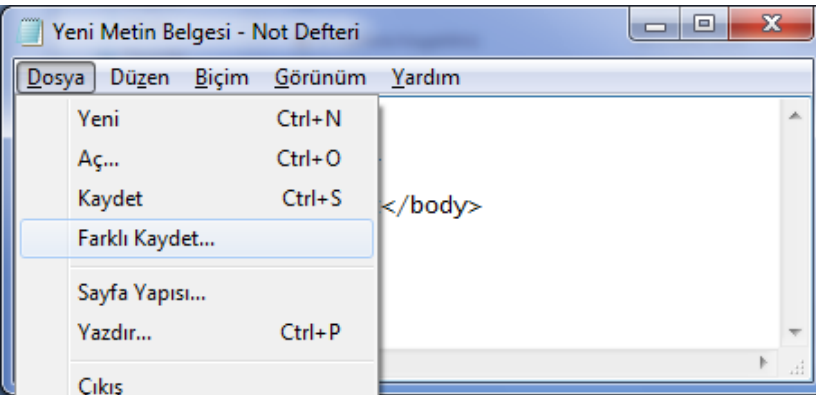 Yeni Metin Belgesi - Not Defteri
Dosya Düzen Biçim Görünüm Yardım
Yeni Ctrl+N
Aç... Ctrl+O
Kaydet Ctrl+S
</body>
Farklı Kaydet...
Sayfa Yapısı...
Yazdır... Ctrl+P
Çıkış